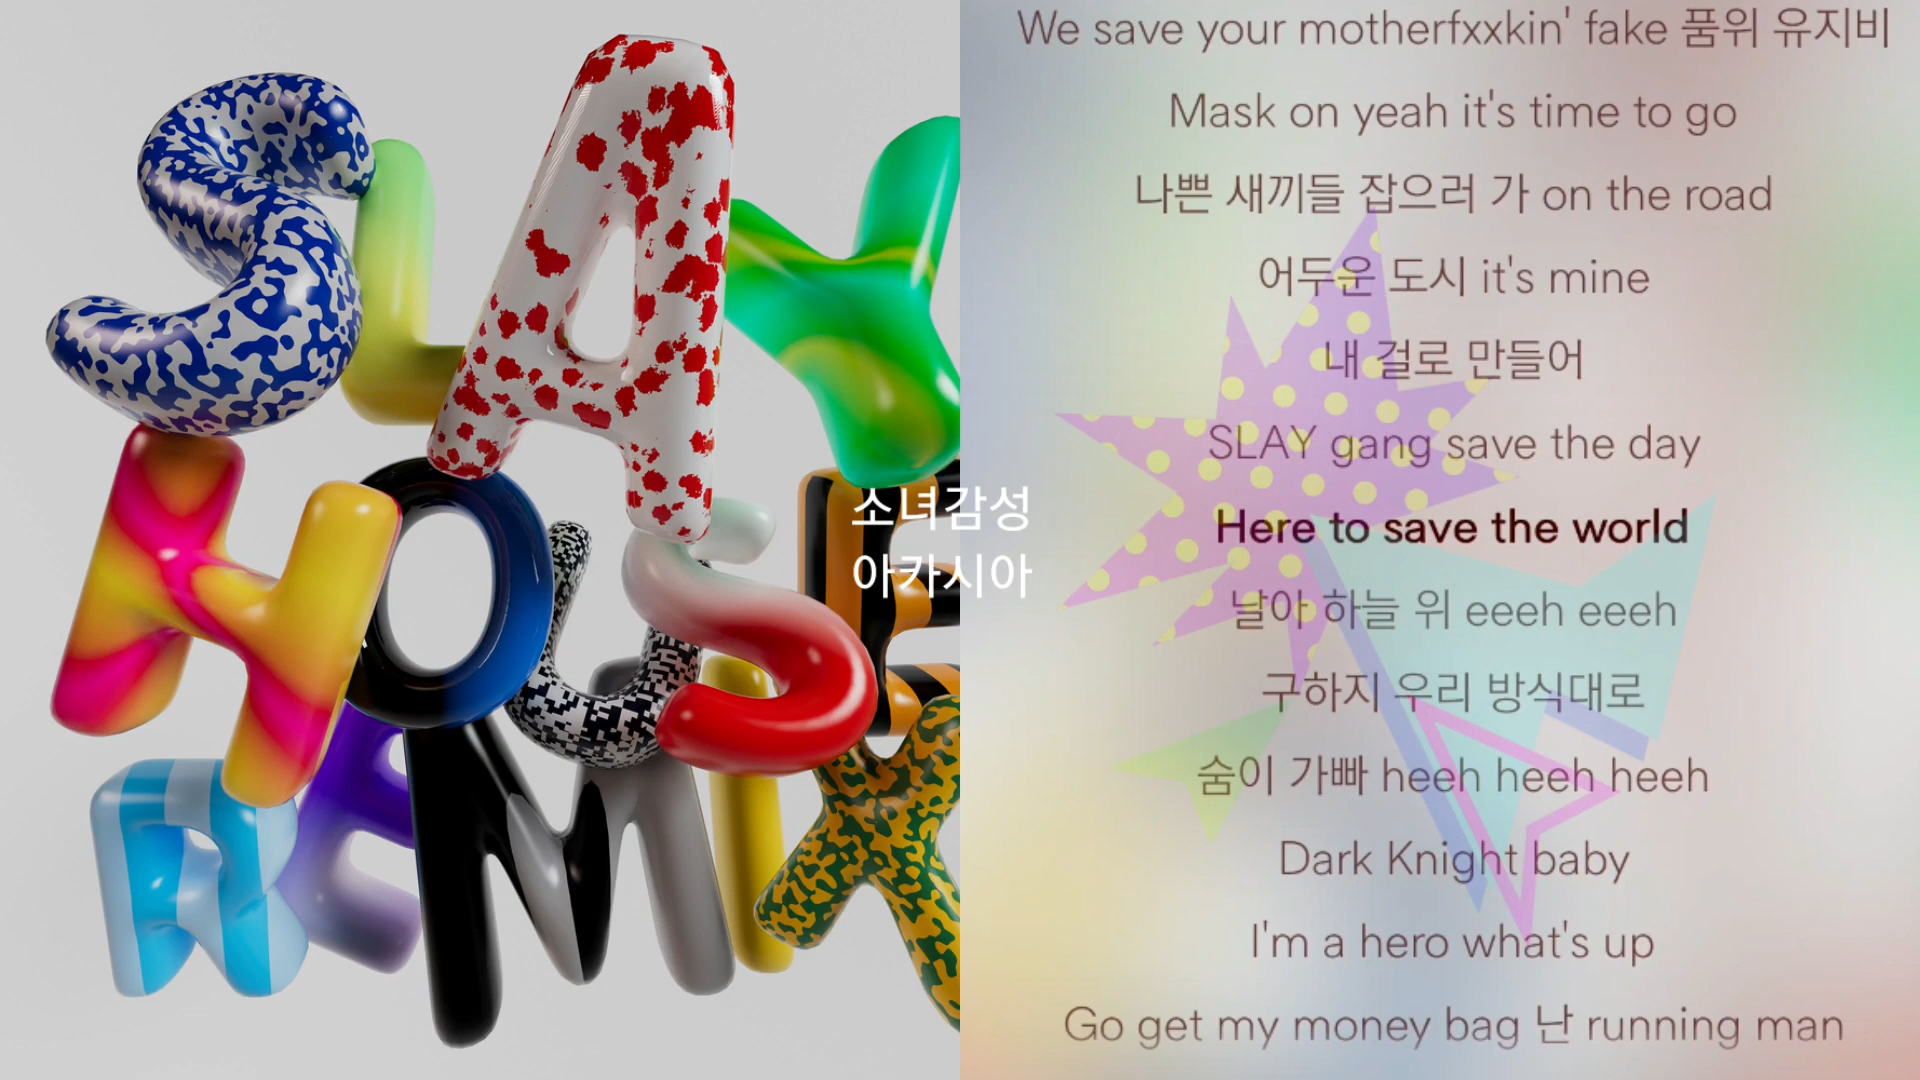 SLAY
HOUSE
REMIX
소녀감성
아카시아
We save your motherfxxkin' fake 품위 유지비
Mask on yeah it's time to go
나쁜 새끼들 잡으러 가 on the road
어두운 도시 it's mine
내 걸로 만들어
SLAY gang save the day
Here to save the world
날아 하늘 위 eeeh eeeh
구하지 우리 방식대로
숨이 가빠 heeh heeh heeh
Dark Knight baby
I'm a hero what's up
Go get my money bag 난 running man